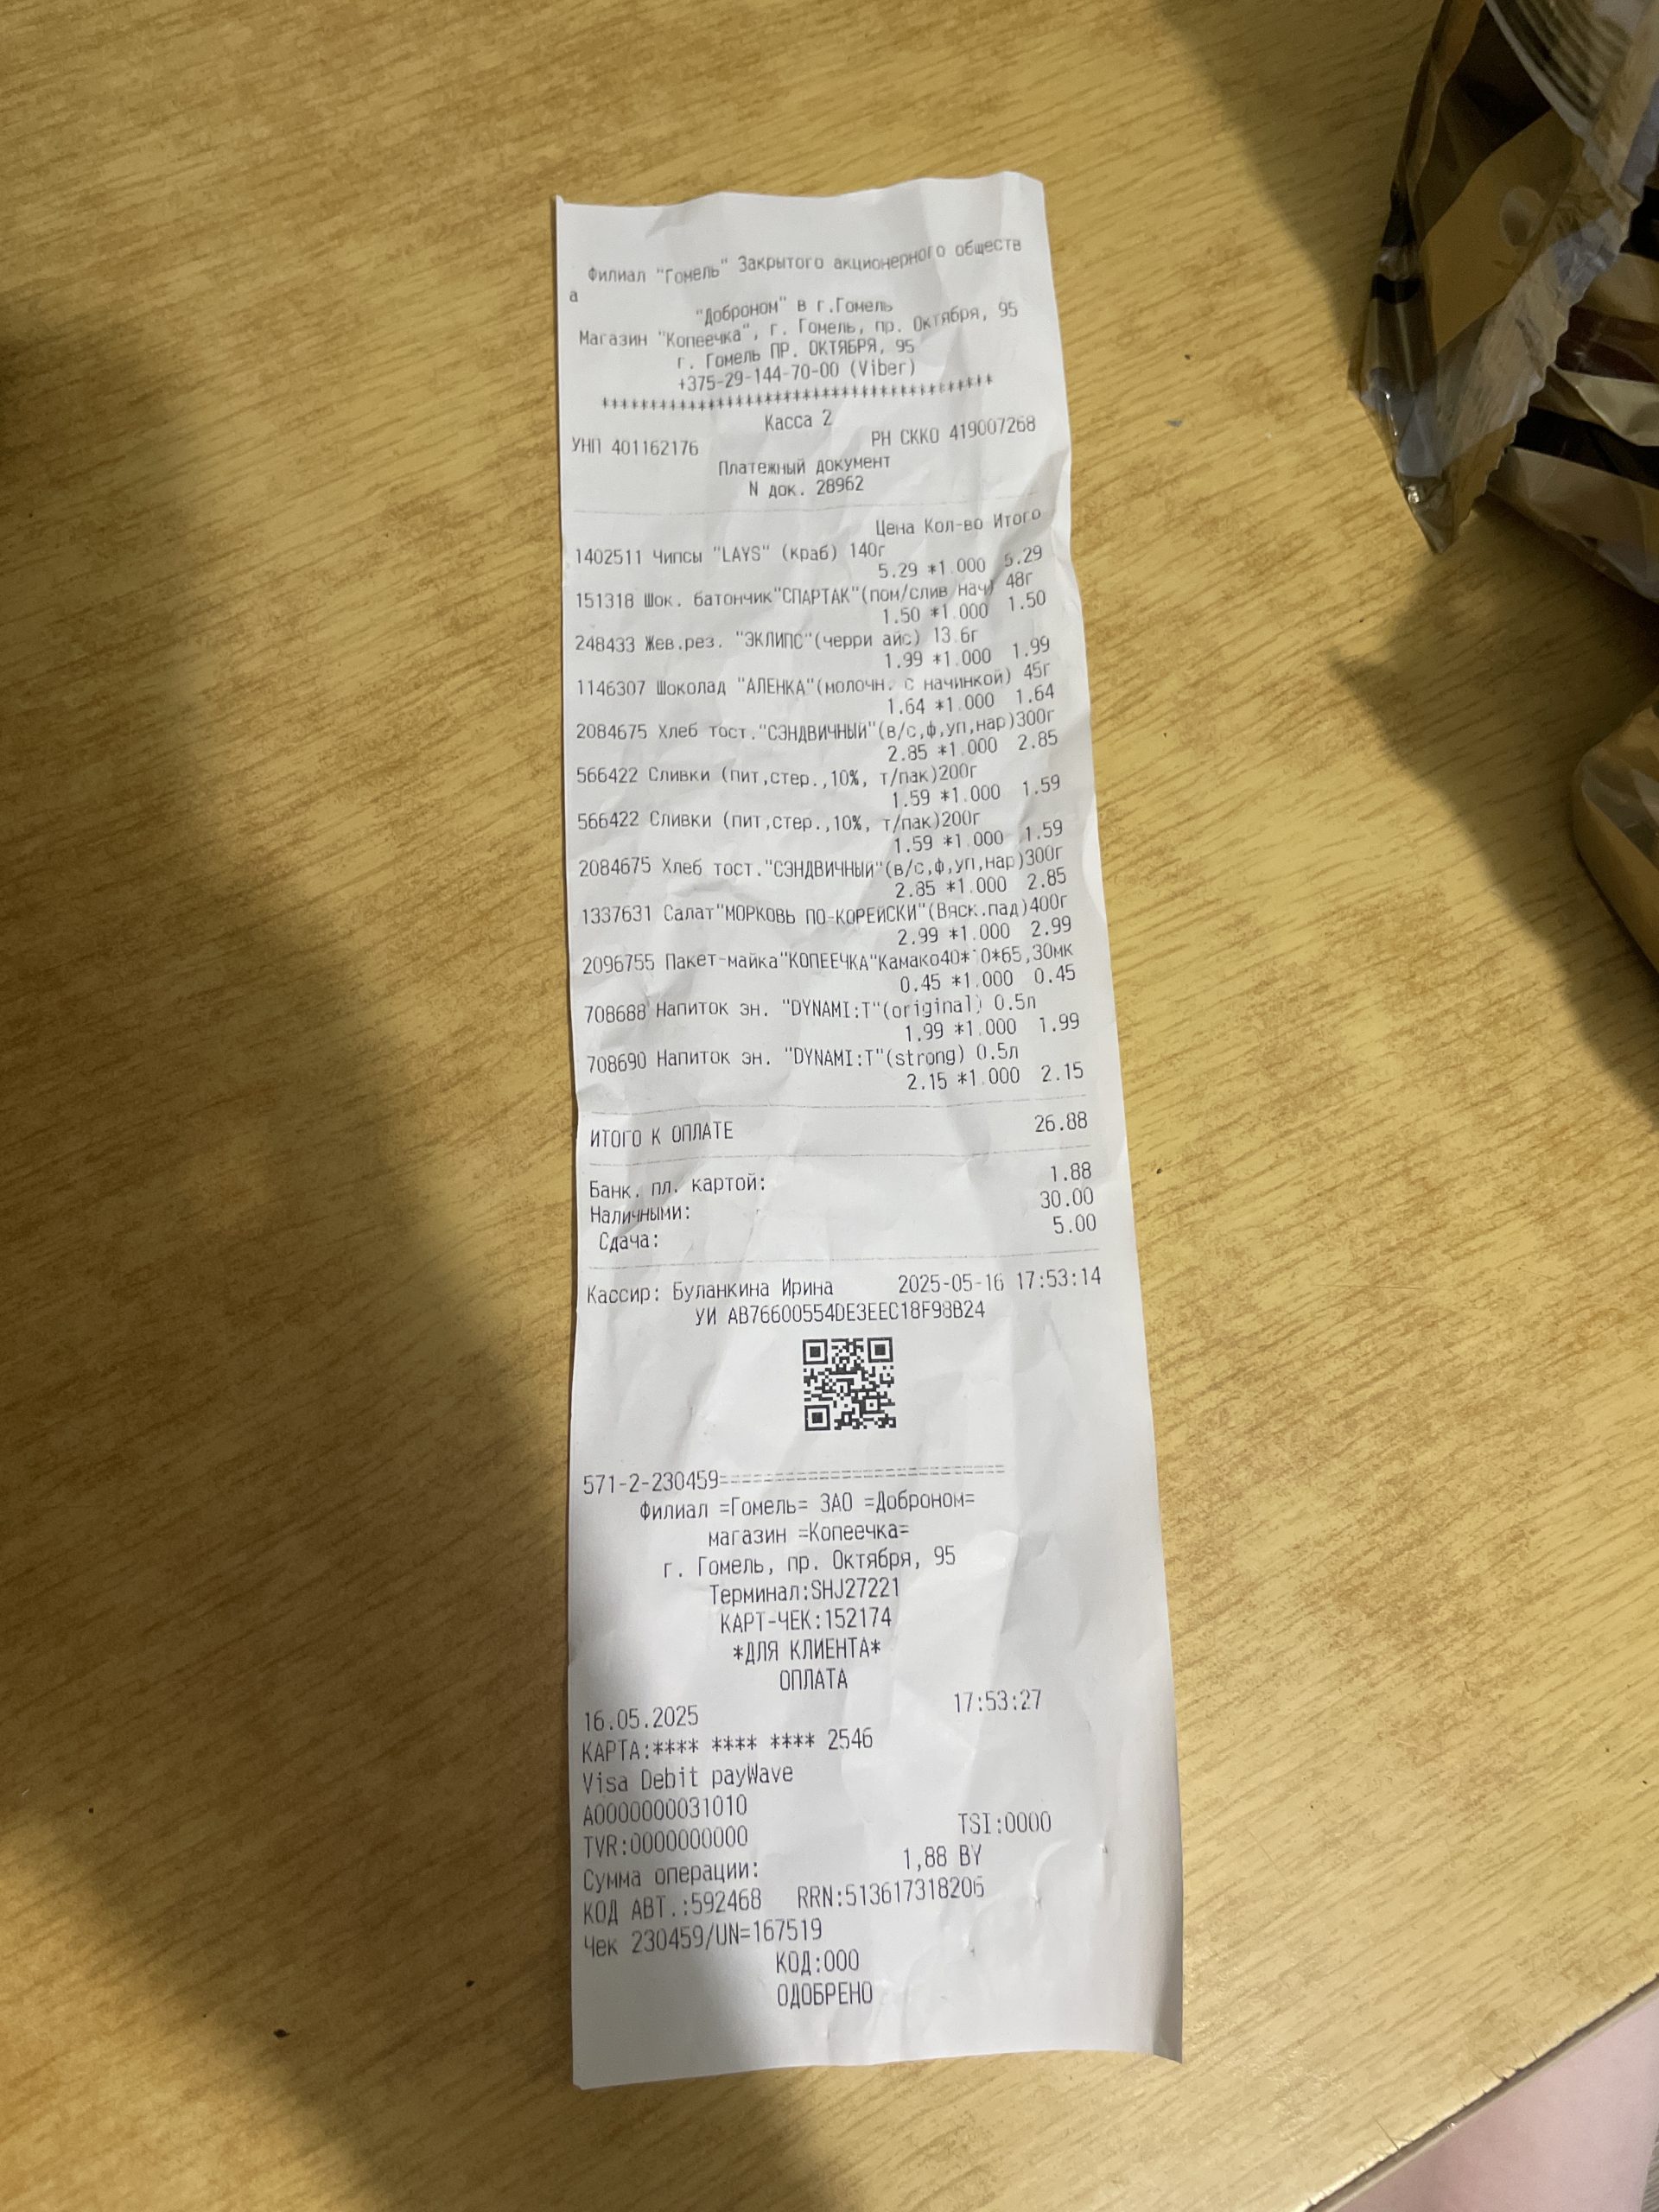 Филиал "Гомель" Закрытого акционерного обществ
а
"Доброном" в г.Гомель
Магазин "Копеечка", г. Гомель, пр. Октября, 95
г. Гомель ПР. ОКТЯБРЯ, 95
+375-29-144-70-00 (Viber)
****************************************
Касса 2
УНП 401162176 РН СККО 419007268
Платежный документ
N док. 28962
Цена Кол-во Итого
1402511 Чипсы "LAYS" (краб) 140г
5.29 *1.000 5.29
151318 Шок. батончик"СПАРТАК"(пом/слив нач) 48г
1.50 *1.000 1.50
248433 Жев.рез. "ЭКЛИПС"(черри айс) 13.6г
1.99 *1.000 1.99
1146307 Шоколад "АЛЕНКА"(молочн. с начинкой) 45г
1.64 *1.000 1.64
2084675 Хлеб тост."СЭНДВИЧНЫЙ"(в/с,ф,уп,нар)300г
2.85 *1.000 2.85
566422 Сливки (пит,стер.,10%, т/пак)200г
1.59 *1.000 1.59
566422 Сливки (пит,стер.,10%, т/пак)200г
1.59 *1.000 1.59
2084675 Хлеб тост."СЭНДВИЧНЫЙ"(в/с,ф,уп,нар)300г
2.85 *1.000 2.85
1337631 Салат"МОРКОВЬ ПО-КОРЕЙСКИ"(Вяск.пад)400г
2.99 *1.000 2.99
2096755 Пакет-майка"КОПЕЕЧКА"Камако
0.45 *1.000 0.45
708688 Напиток эн. "DYNAMI:T"(original) 0.5л
1.99 *1.000 1.99
708690 Напиток эн. "DYNAMI:T"(strong) 0.5л
2.15 *1.000 2.15
ИТОГО К ОПЛАТЕ 26.88
Банк. пл. картой: 1.88
Наличными: 30.00
Сдача: 5.00
Кассир: Буланкина Ирина 2025-05-16 17:53:14
УИ AB76600554DE3EEC18F98B24
571-2-230459==========================
Филиал =Гомель= ЗАО =Доброном=
магазин =Копеечка=
г. Гомель, пр. Октября, 95
Терминал:SHJ27221
КАРТ-ЧЕК:152174
*ДЛЯ КЛИЕНТА*
ОПЛАТА
16.05.2025 17:53:27
КАРТА:**** **** **** 2546
Visa Debit payWave
A0000000031010
TVR:0000000000 TSI:0000
Сумма операции: 1,88 BY
КОД АВТ.:592468 RRN:513617318206
Чек 230459/UN=167519
КОД:000
ОДОБРЕНО